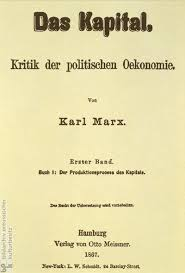 Das Kapital.
Kritik der politischen Oekonomie.
Von
Karl Marx.
Erster Band.
Buch I: Der Produktionsprocess des Kapitals.
Das Recht der Uebersetzung wird vorbehalten.
Hamburg
Verlag von Otto Meissner.
1867.
New-York: L. W. Schmidt. 24 Barclay-Street.